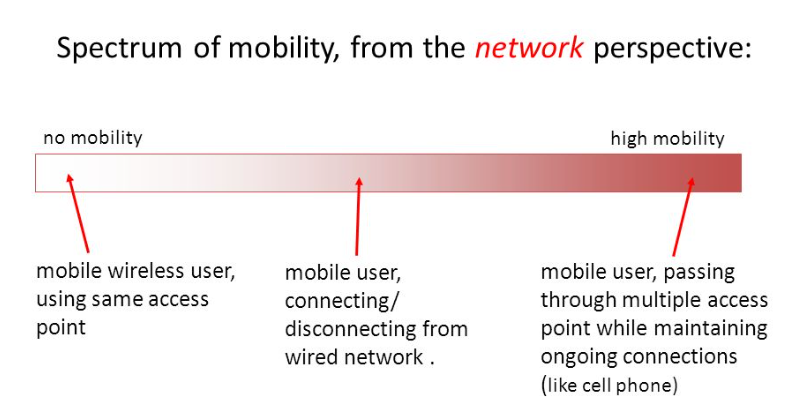 Spectrum of mobility, from the network perspective:
no mobility
high mobility
mobile wireless user,
using same access
point
mobile user,
connecting/
disconnecting from
wired network .
mobile user, passing
through multiple access
point while maintaining
ongoing connections
(like cell phone)